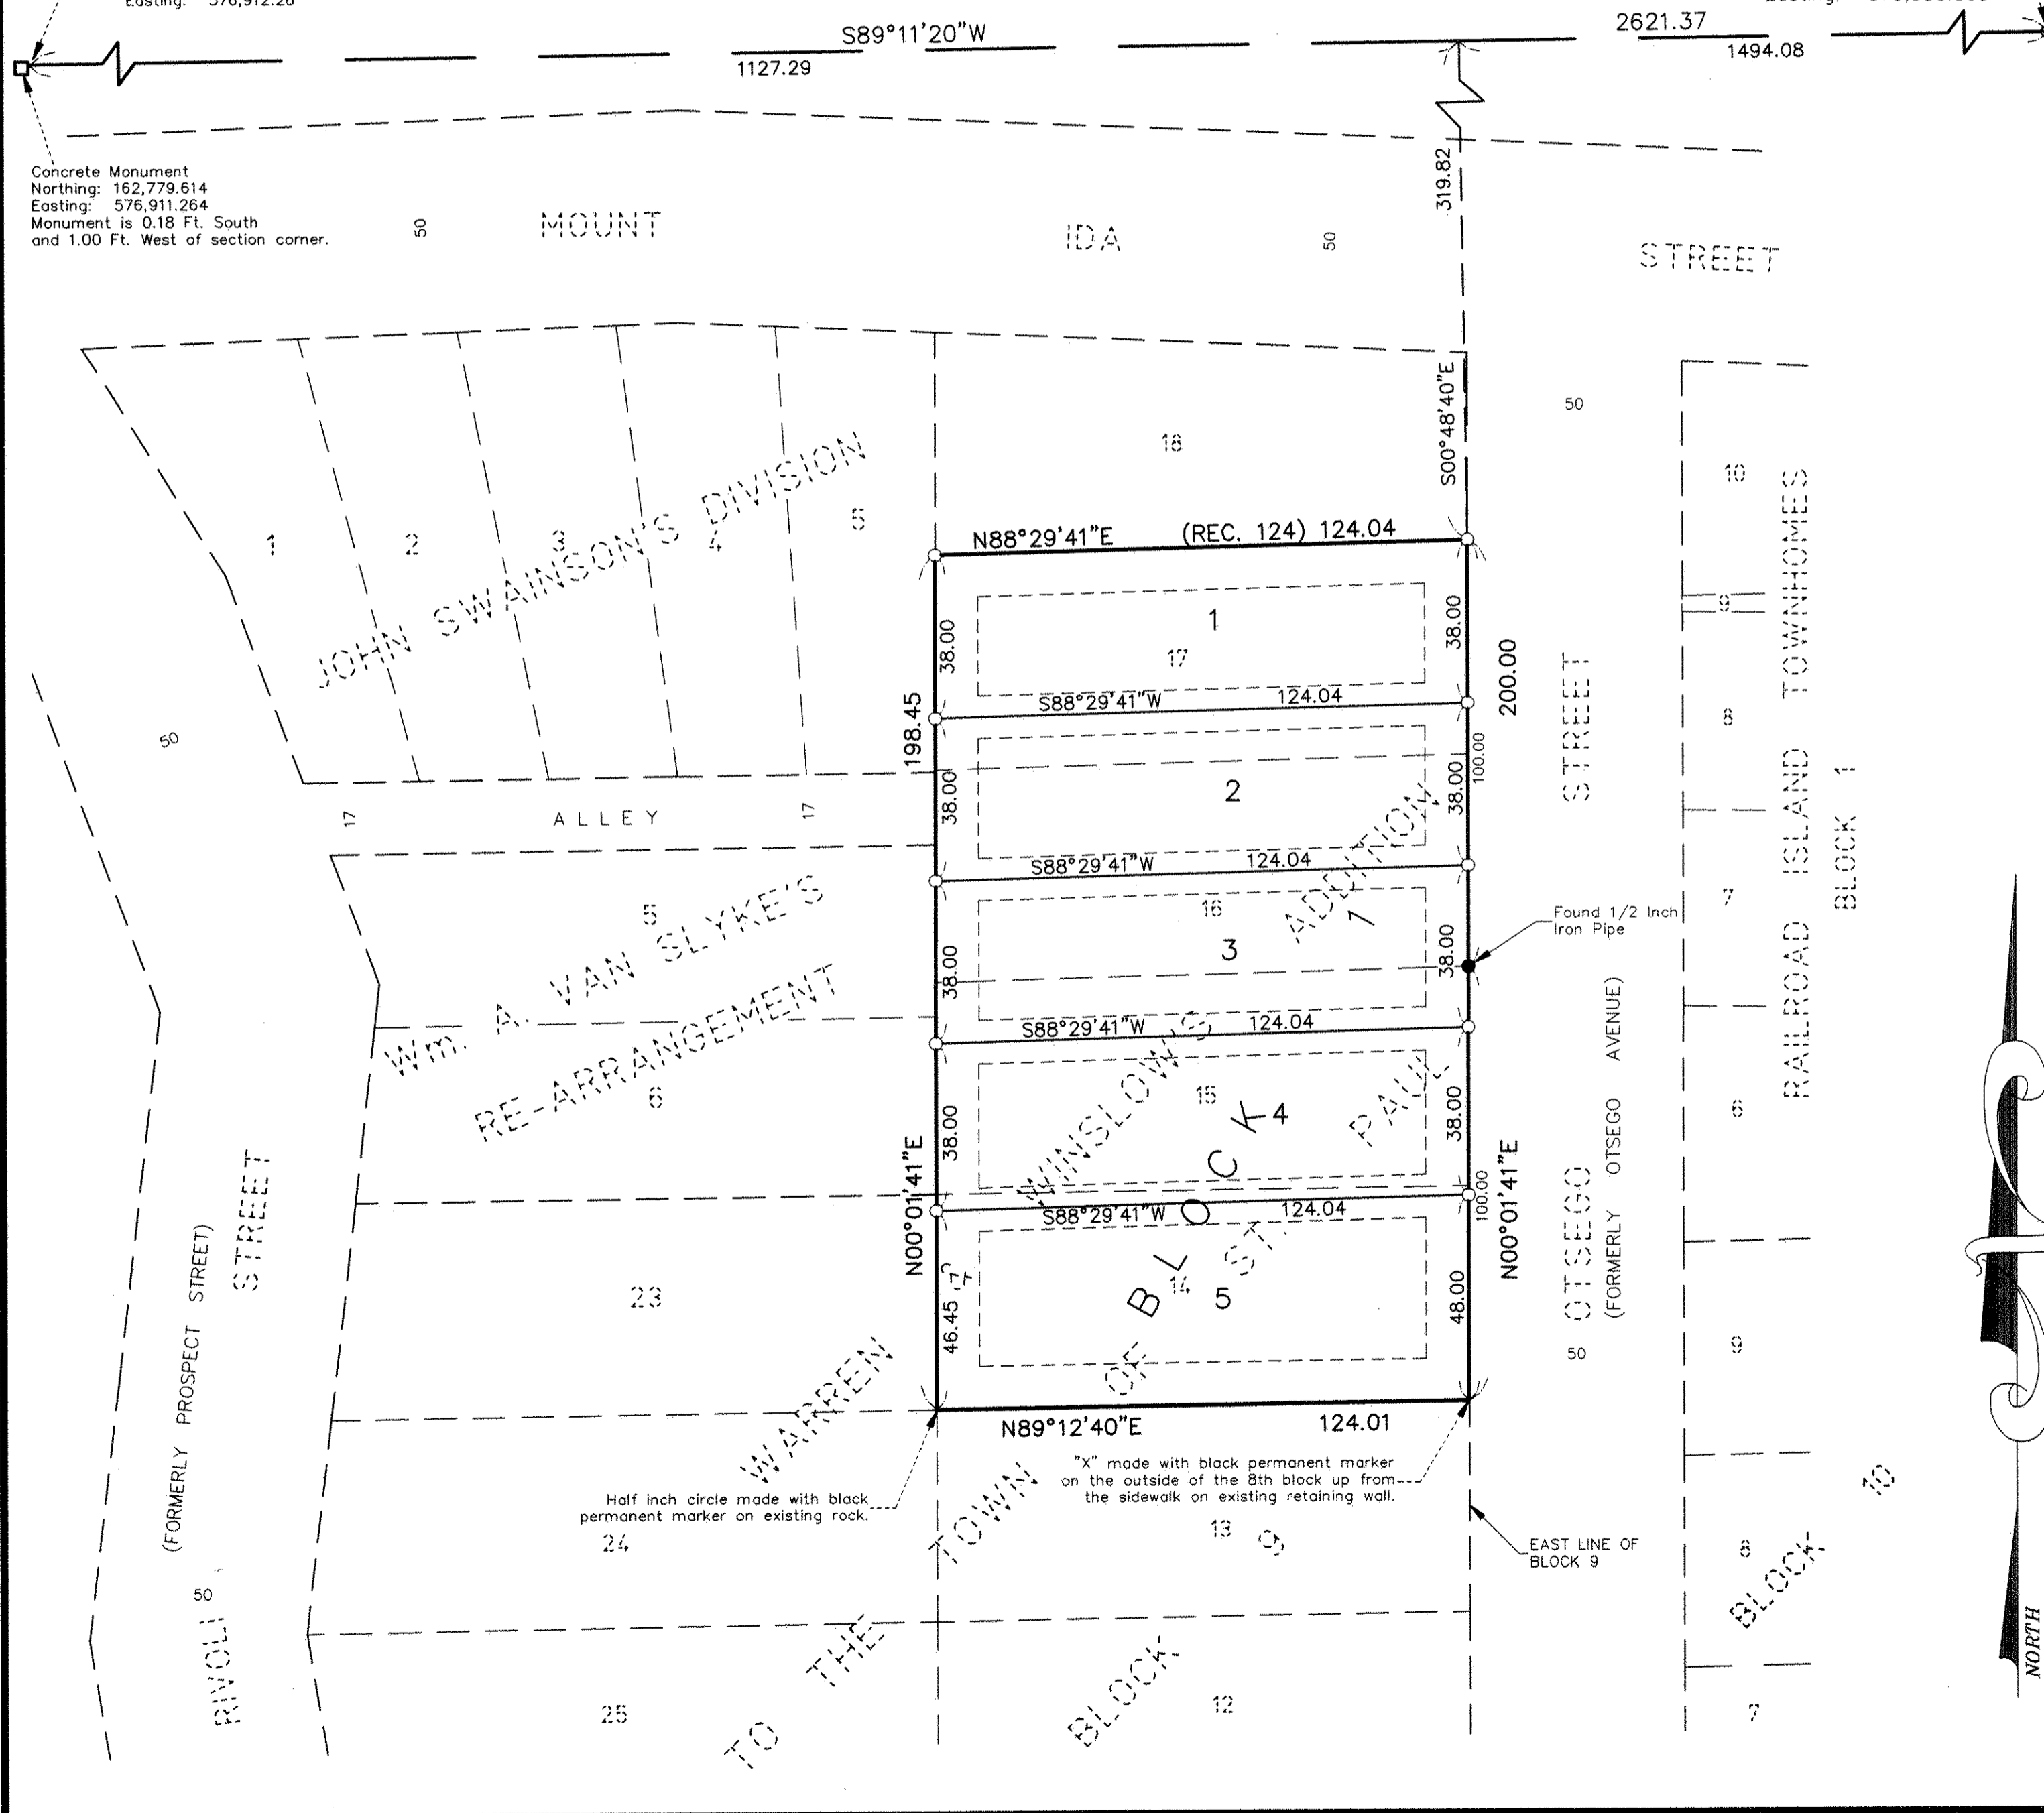 S89°11'20"W
2621.37
1127.29
1494.08
Concrete Monument
Northing: 162,779.614
Easting: 576,911.264
Monument is 0.18 Ft. South
and 1.00 Ft. West of section corner.
50
MOUNT
IDA
50
STREET
319.82
S00°48'40"E
50
18
10
1
2
3
4
5
JOHN SWAINSON'S DIVISION
N88°29'41"E (REC. 124) 124.04
38.00
1
17
38.00
9
S88°29'41"W 124.04
198.45
200.00
8
50
38.00
2
38.00
100.00
STREET
17
ALLEY
17
S88°29'41"W 124.04
RAILROAD ISLAND TOWNHOMES
BLOCK 1
5
Wm. A. VAN SLYKE'S
RE-ARRANGEMENT
6
38.00
16
3
38.00
ADDITION
1
Found 1/2 Inch
Iron Pipe
7
S88°29'41"W 124.04
38.00
15
4
38.00
6
WINSLOW'S
PAUL
BLOCK
N00°01'41"E
100.00
N00°01'41"E
S88°29'41"W 124.04
OTSEGO
(FORMERLY OTSEGO AVENUE)
STREET
(FORMERLY PROSPECT STREET)
23
46.45
14
5
ST.
48.00
50
9
WARREN
OF
N89°12'40"E 124.01
"X" made with black permanent marker
on the outside of the 8th block up from
the sidewalk on existing retaining wall.
Half inch circle made with black
permanent marker on existing rock.
24
TOWN
13
9
EAST LINE OF
BLOCK 9
8
BLOCK
10
50
RIVOLI
25
TO THE
BLOCK
12
7
NORTH